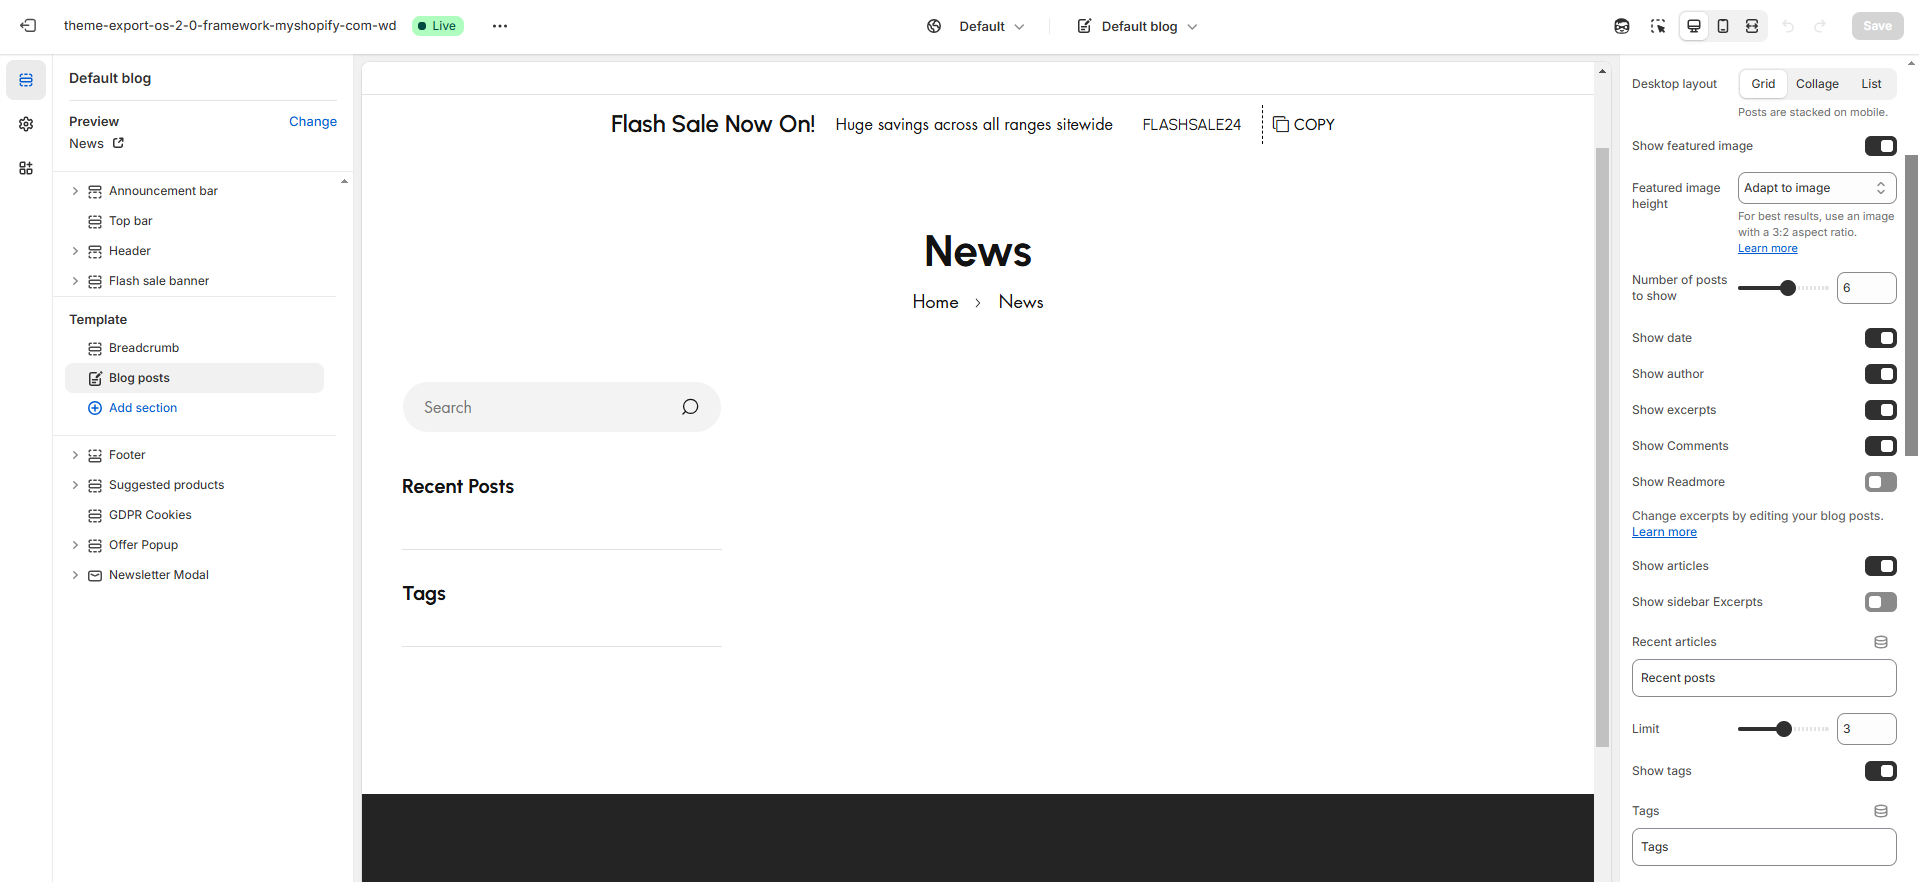 theme-export-os-2-0-framework-myshopify-com-wd
Live
Default
Default blog
Save
Default blog
Preview
Change
News
Announcement bar
Top bar
Header
Flash sale banner
Template
Breadcrumb
Blog posts
Add section
Footer
Suggested products
GDPR Cookies
Offer Popup
Newsletter Modal
Flash Sale Now On! Huge savings across all ranges sitewide FLASHSALE24 COPY
News
Home > News
Search
Recent Posts
Tags
Desktop layout Grid Collage List
Posts are stacked on mobile.
Show featured image
Featured image height
Adapt to image
For best results, use an image
with a 3:2 aspect ratio.
Learn more
Number of posts
to show
6
Show date
Show author
Show excerpts
Show Comments
Show Readmore
Change excerpts by editing your blog posts.
Learn more
Show articles
Show sidebar Excerpts
Recent articles
Recent posts
Limit 3
Show tags
Tags
Tags